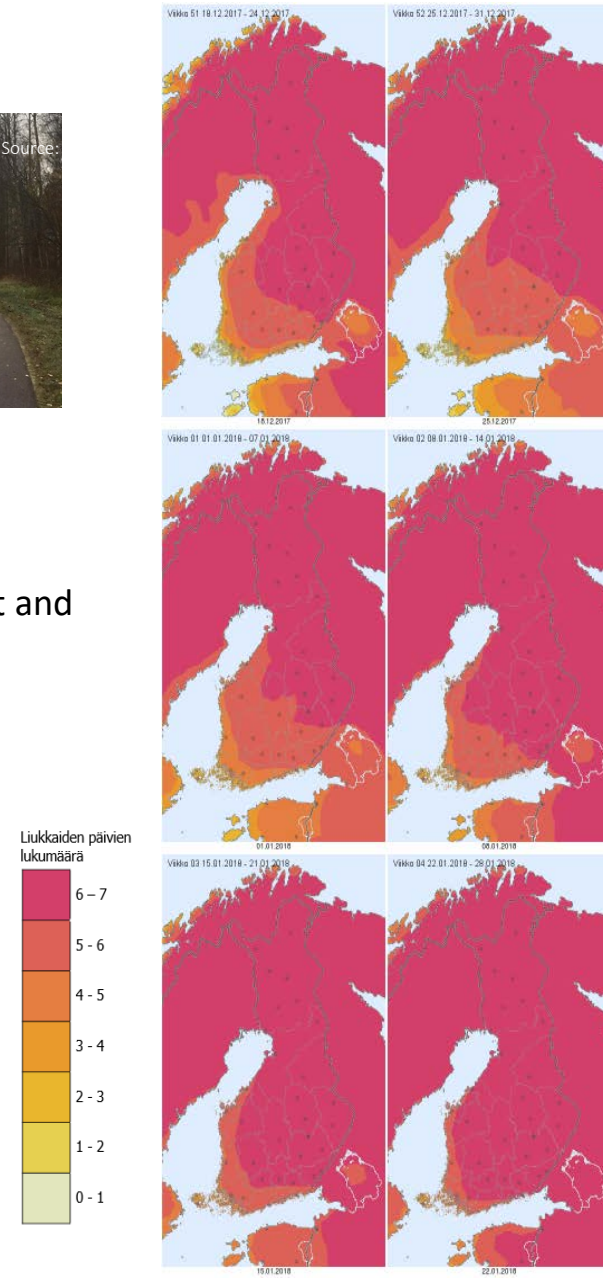 Source:
t and
Viikko 51 18.12.2017 - 24.12.2017
Viikko 52 25.12.2017 - 31.12.2017
18.12.2017
25.12.2017
Viikko 01 01.01.2018 - 07.01.2018
Viikko 02 08.01.2018 - 14.01.2018
01.01.2018
08.01.2018
Viikko 03 15.01.2018 - 21.01.2018
Viikko 04 22.01.2018 - 28.01.2018
15.01.2018
22.01.2018
Liukkaiden päivien
lukumäärä
6 – 7
5 - 6
4 - 5
3 - 4
2 - 3
1 - 2
0 - 1